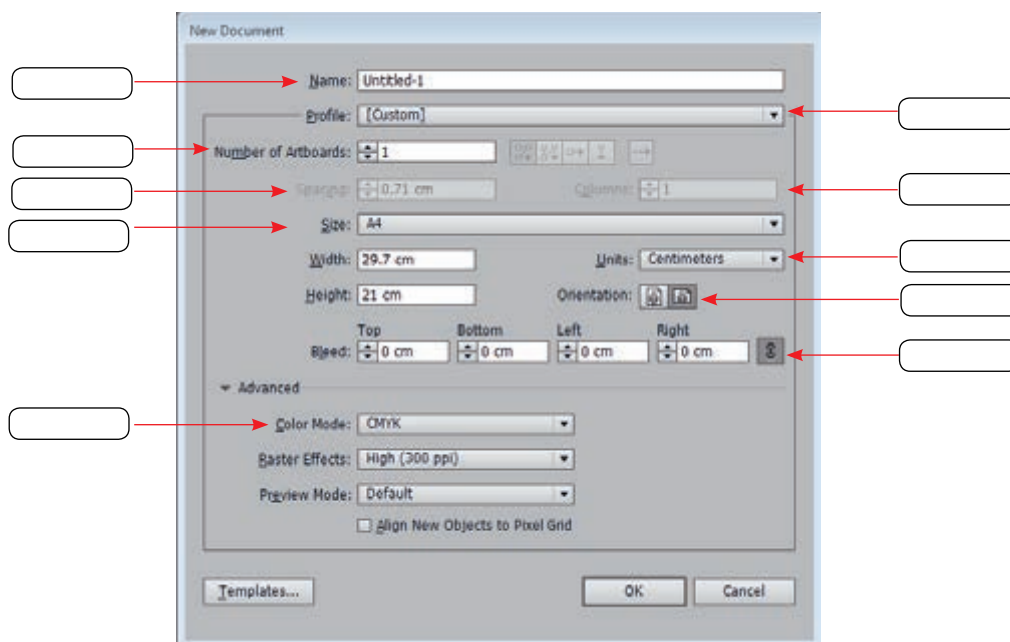 New Document
Name: Untitled-1
Profile: [Custom]
Number of Artboards: 1
Spacing: 0.71 cm Columns: 1
Size: A4
Width: 29.7 cm Units: Centimeters
Height: 21 cm Orientation:
Top Bottom Left Right
Bleed: 0 cm 0 cm 0 cm 0 cm
Advanced
Color Mode: CMYK
Raster Effects: High (300 ppi)
Preview Mode: Default
Align New Objects to Pixel Grid
Templates... OK Cancel